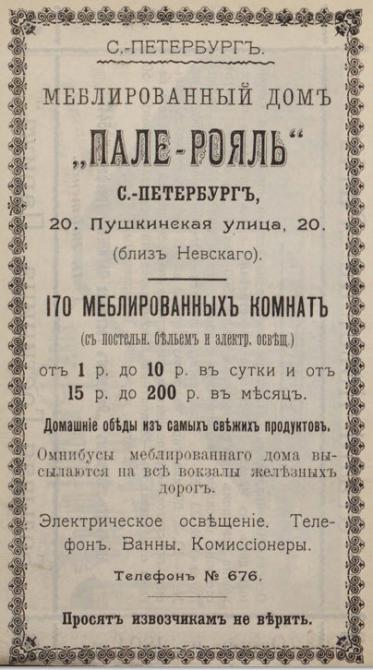 С.-ПЕТЕРБУРГЪ.
МЕБЛИРОВАННЫЙ ДОМЪ
„ПАЛЕ-РОЯЛЬ“
С.-ПЕТЕРБУРГЪ,
20. Пушкинская улица, 20.
(близъ Невскаго).
170 МЕБЛИРОВАННЫХЪ КОМНАТЪ
(съ постельн. бѣльемъ и электр. освѣщ.)
отъ 1 р. до 10 р. въ сутки и отъ
15 р. до 200 р. въ мѣсяцъ.
Домашніе обѣды изъ самыхъ свѣжихъ продуктовъ.
Омнибусы меблированнаго дома вы-
сылаются на всѣ вокзалы желѣзныхъ
дорогъ.
Электрическое освѣщеніе. Теле-
фонъ. Ванны. Комиссіонеры.
Телефонъ № 676.
Просятъ извозчикамъ не вѣрить.